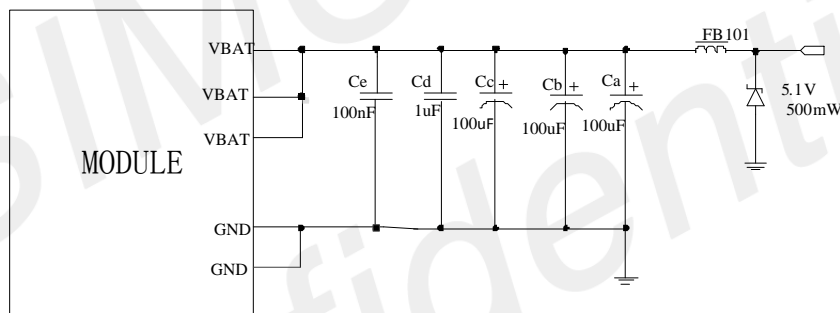 FB101
VBAT
VBAT
VBAT
MODULE
GND
GND
Ce
100nF
Cd
1uF
Cc +
100uF
Cb +
100uF
Ca +
100uF
5.1V
500mW